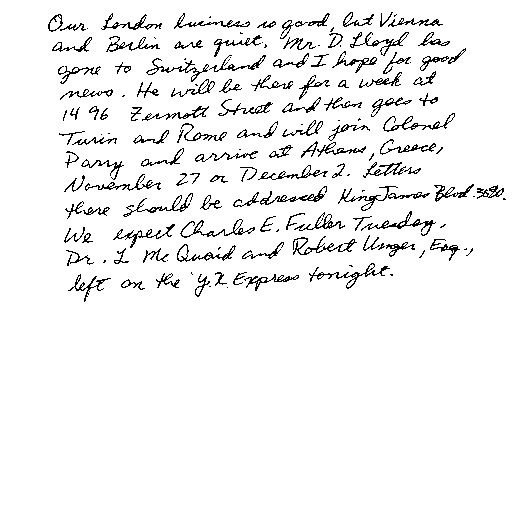 Our London business is good, but Vienna
and Berlin are quiet. Mr. D. Lloyd has
gone to Switzerland and I hope for good
news. He will be there for a week at
1496 Zermott Street and then goes to
Turin and Rome and will join Colonel
Parry and arrive at Athens, Greece,
November 27 or December 2. Letters
there should be addressed King James Blvd. 3580.
We expect Charles E. Fuller Tuesday.
Dr. L McQuaid and Robert Unger, Esq.,
left on the Y.X. Express tonight.